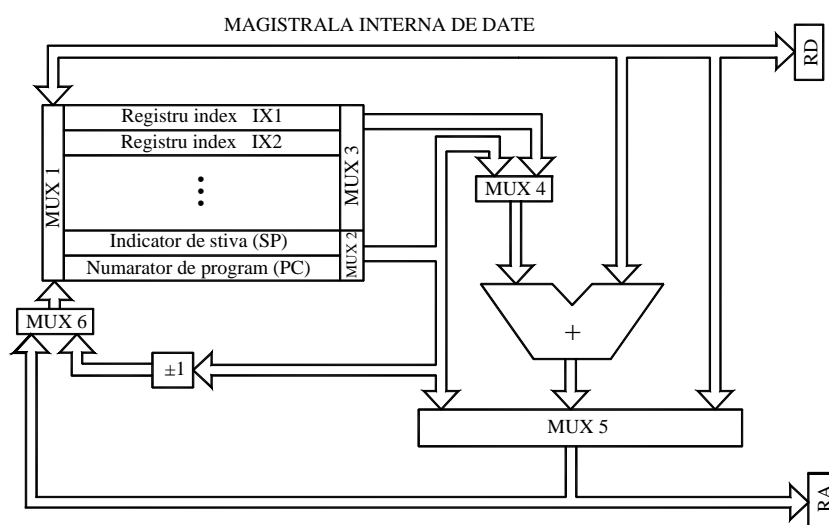 MAGISTRALA INTERNA DE DATE
RD
Registru index IX1
Registru index IX2
MUX 1
MUX 3
MUX 4
Indicator de stiva (SP)
MUX 2
Numarator de program (PC)
MUX 6
+
±1
MUX 5
RA